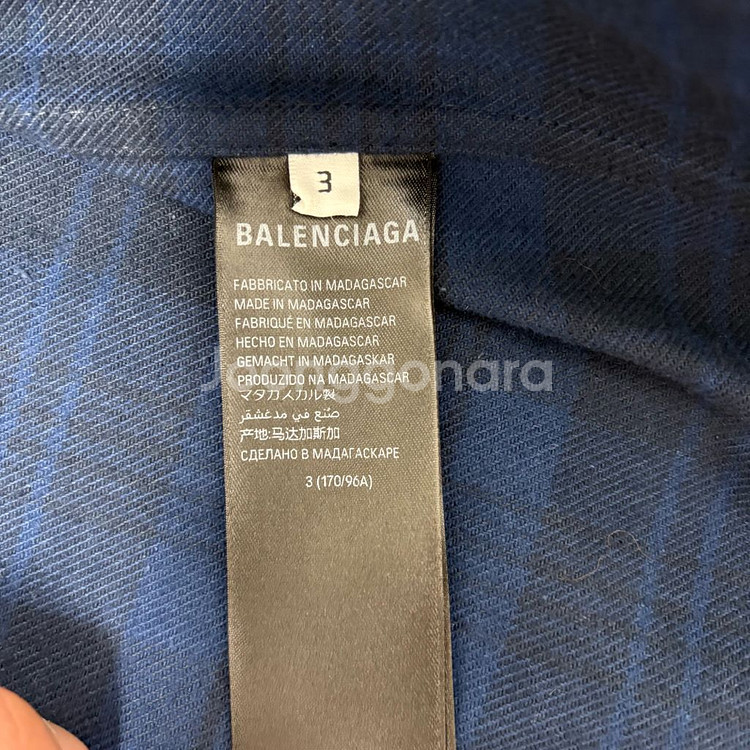 3
BALENCIAGA
FABBRICATO IN MADAGASCAR
MADE IN MADAGASCAR
FABRIQUÉ EN MADAGASCAR
HECHO EN MADAGASCAR
GEMACHT IN MADAGASKAR
PRODUZIDO NA MADAGASCAR
Joonggonara
マダガスカル製
صنع في مدغشقر
产地:马达加斯加
СДЕЛАНО В МАДАГАСКАРЕ
3 (170/96A)